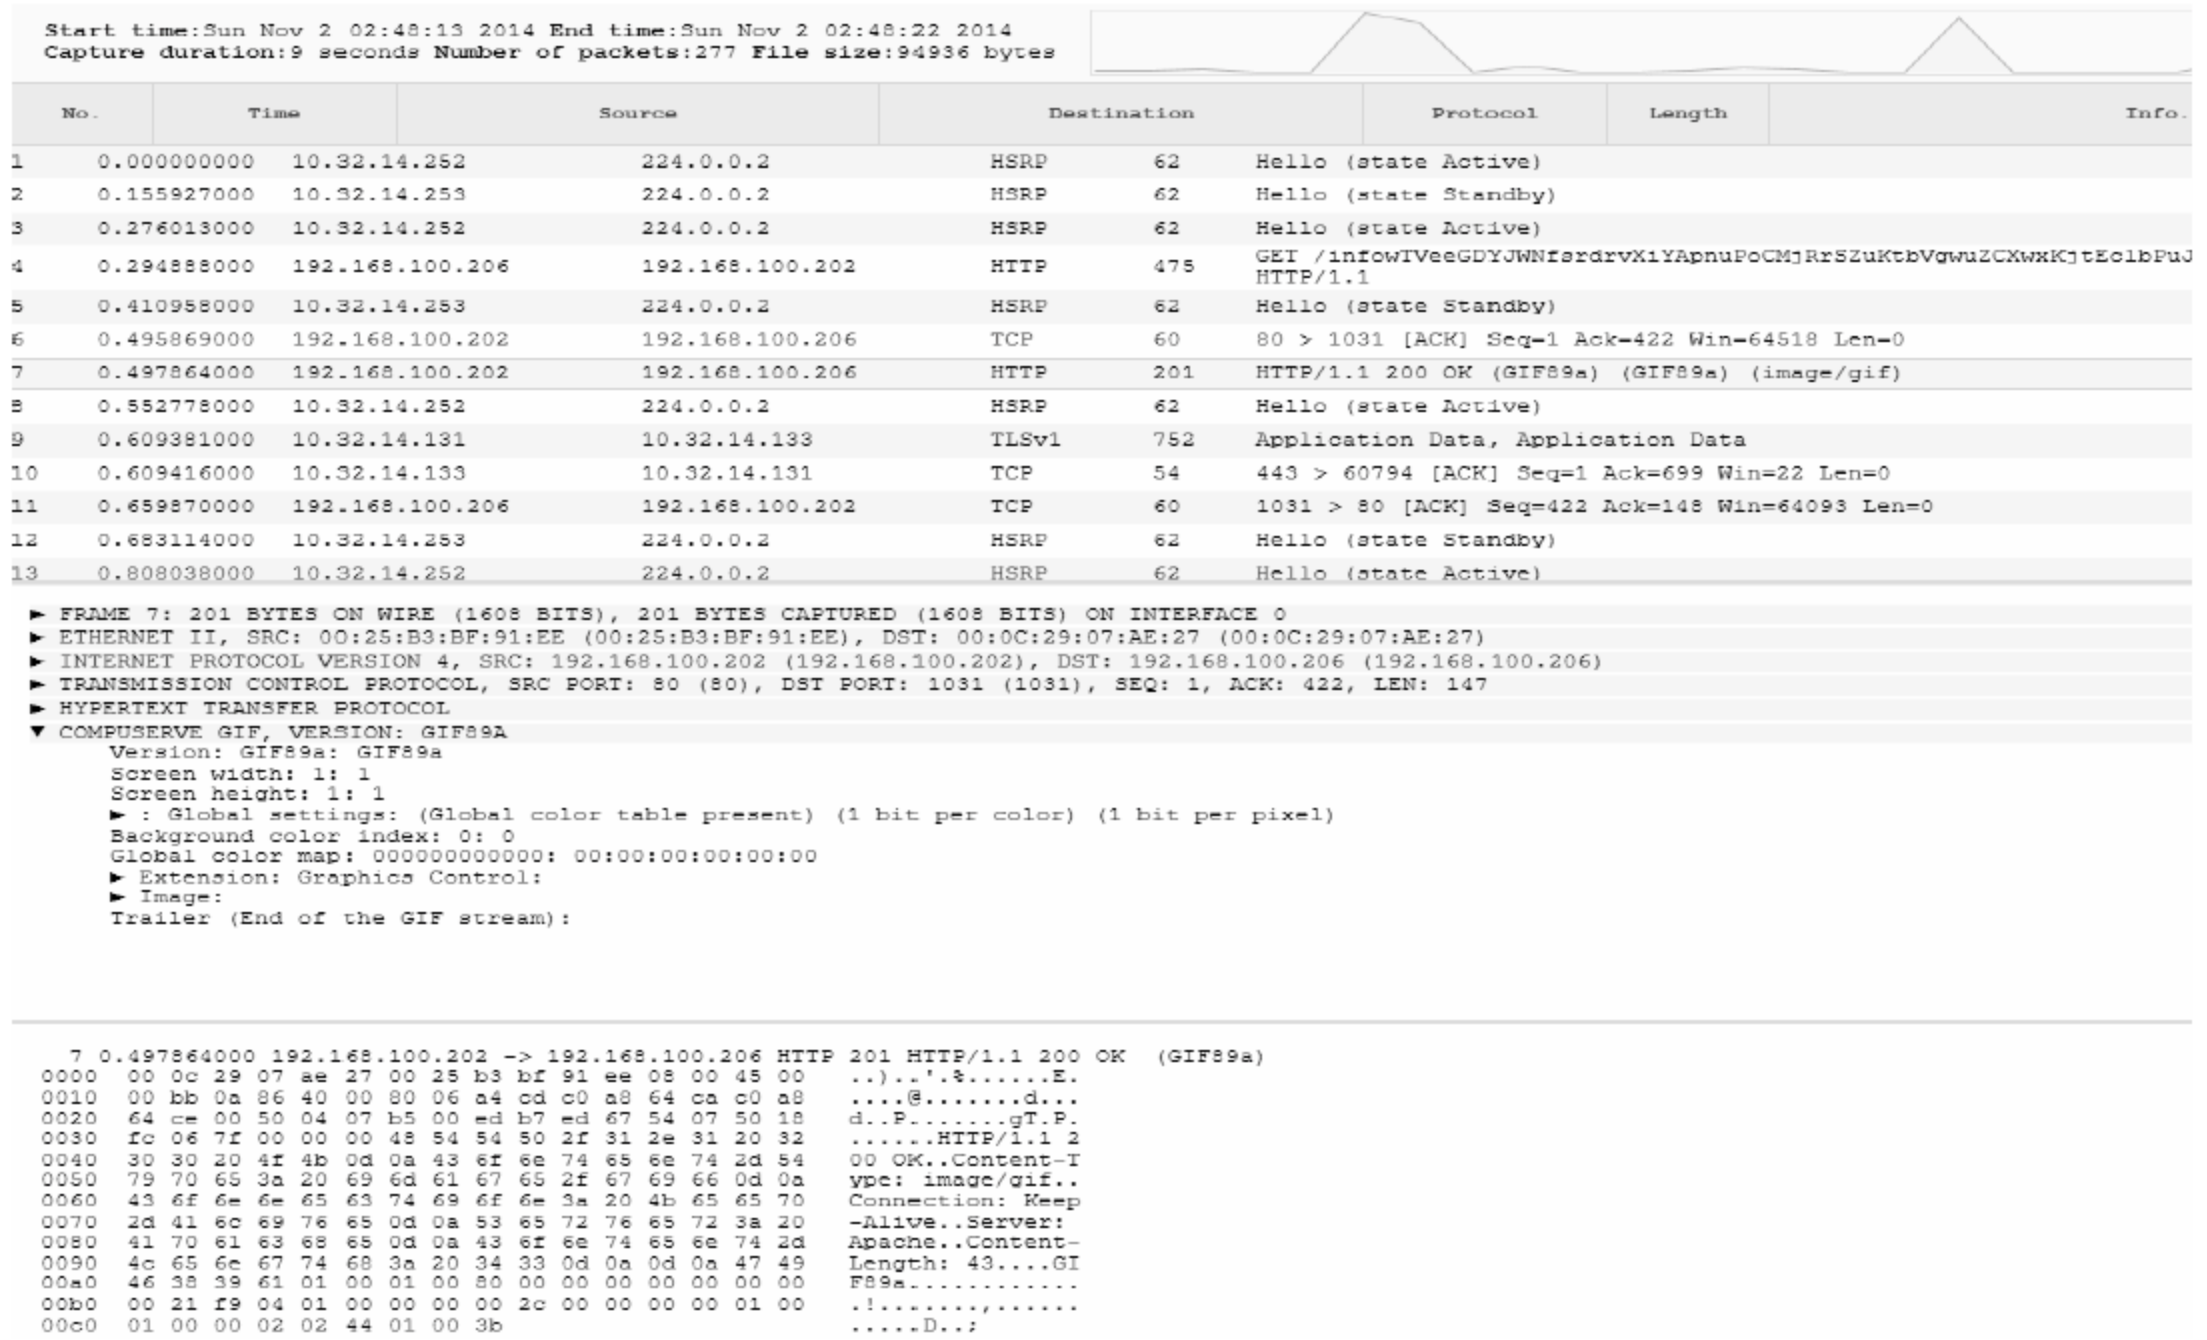 Start time:Sun Nov 2 02:48:13 2014 End time:Sun Nov 2 02:48:22 2014
Capture duration:9 seconds Number of packets:277 File size:94936 bytes
No. Time Source Destination Protocol Length Info.
1 0.000000000 10.32.14.252 224.0.0.2 HSRP 62 Hello (state Active)
2 0.155927000 10.32.14.253 224.0.0.2 HSRP 62 Hello (state Standby)
3 0.276013000 10.32.14.252 224.0.0.2 HSRP 62 Hello (state Active)
4 0.294888000 192.168.100.206 192.168.100.202 HTTP 475 GET
HTTP/1.1
5 0.410958000 10.32.14.253 224.0.0.2 HSRP 62 Hello (state Standby)
6 0.495869000 192.168.100.202 192.168.100.206 TCP 60 80 > 1031 [ACK] Seq=1 Ack=422 Win=64518 Len=0
7 0.497864000 192.168.100.202 192.168.100.206 HTTP 201 HTTP/1.1 200 OK (GIF89a) (GIF89a) (image/gif)
8 0.552778000 10.32.14.252 224.0.0.2 HSRP 62 Hello (state Active)
9 0.609381000 10.32.14.131 10.32.14.133 TLSv1 752 Application Data, Application Data
10 0.609416000 10.32.14.133 10.32.14.131 TCP 54 443 > 60794 [ACK] Seq=1 Ack=699 Win=22 Len=0
11 0.659870000 192.168.100.206 192.168.100.202 TCP 60 1031 > 80 [ACK] Seq=422 Ack=148 Win=64093 Len=0
12 0.683114000 10.32.14.253 224.0.0.2 HSRP 62 Hello (state Standby)
13 0.808038000 10.32.14.252 224.0.0.2 HSRP 62 Hello (state Active)
► FRAME 7: 201 BYTES ON WIRE (1608 BITS), 201 BYTES CAPTURED (1608 BITS) ON INTERFACE 0
► ETHERNET II, SRC: 00:25:B3:BF:91:EE (00:25:B3:BF:91:EE), DST: 00:0C:29:07:AE:27 (00:0C:29:07:AE:27)
► INTERNET PROTOCOL VERSION 4, SRC: 192.168.100.202 (192.168.100.202), DST: 192.168.100.206 (192.168.100.206)
► TRANSMISSION CONTROL PROTOCOL, SRC PORT: 80 (80), DST PORT: 1031 (1031), SEQ: 1, ACK: 422, LEN: 147
► HYPERTEXT TRANSFER PROTOCOL
▼ COMPUSERVE GIF, VERSION: GIF89A
Version: GIF89a: GIF89a
Screen width: 1: 1
Screen height: 1: 1
► : Global settings: (Global color table present) (1 bit per color) (1 bit per pixel)
Background color index: 0: 0
Global color map: 000000000000: 00:00:00:00:00:00
► Extension: Graphics Control:
► Image:
Trailer (End of the GIF stream):
7 0.497864000 192.168.100.202 -> 192.168.100.206 HTTP 201 HTTP/1.1 200 OK (GIF89a)
0000 00 0c 29 07 ae 27 00 25 b3 bf 91 ee 08 00 45 00 ..)..'.%......E.
0010 00 bb 0a 86 40 00 80 06 a4 cd c0 a8 64 ca c0 a8 ....@.......d...
0020 64 ce 00 50 04 07 b5 00 ed b7 ed 67 54 07 50 18 d..P.......gT.P.
0030 fc 06 7f 00 00 00 48 54 54 50 2f 31 2e 31 20 32 ......HTTP/1.1 2
0040 30 30 20 4f 4b 0d 0a 43 6f 6e 74 65 6e 74 2d 54 00 OK..Content-T
0050 79 70 65 3a 20 69 6d 61 67 65 2f 67 69 66 0d 0a ype: image/gif..
0060 43 6f 6e 6e 65 63 74 69 6f 6e 3a 20 4b 65 65 70 Connection: Keep
0070 2d 41 6c 69 76 65 0d 0a 53 65 72 76 65 72 3a 20 -Alive..Server:
0080 41 70 61 63 68 65 0d 0a 43 6f 6e 74 65 6e 74 2d Apache..Content-
0090 4c 65 6e 67 74 68 3a 20 34 33 0d 0a 0d 0a 47 49 Length: 43....GI
00a0 46 38 39 61 01 00 01 00 80 00 00 00 00 00 00 00 F89a............
00b0 00 21 f9 04 01 00 00 00 00 2c 00 00 00 00 01 00 .!.......,......
00c0 01 00 00 02 02 44 01 00 3b .....D..;